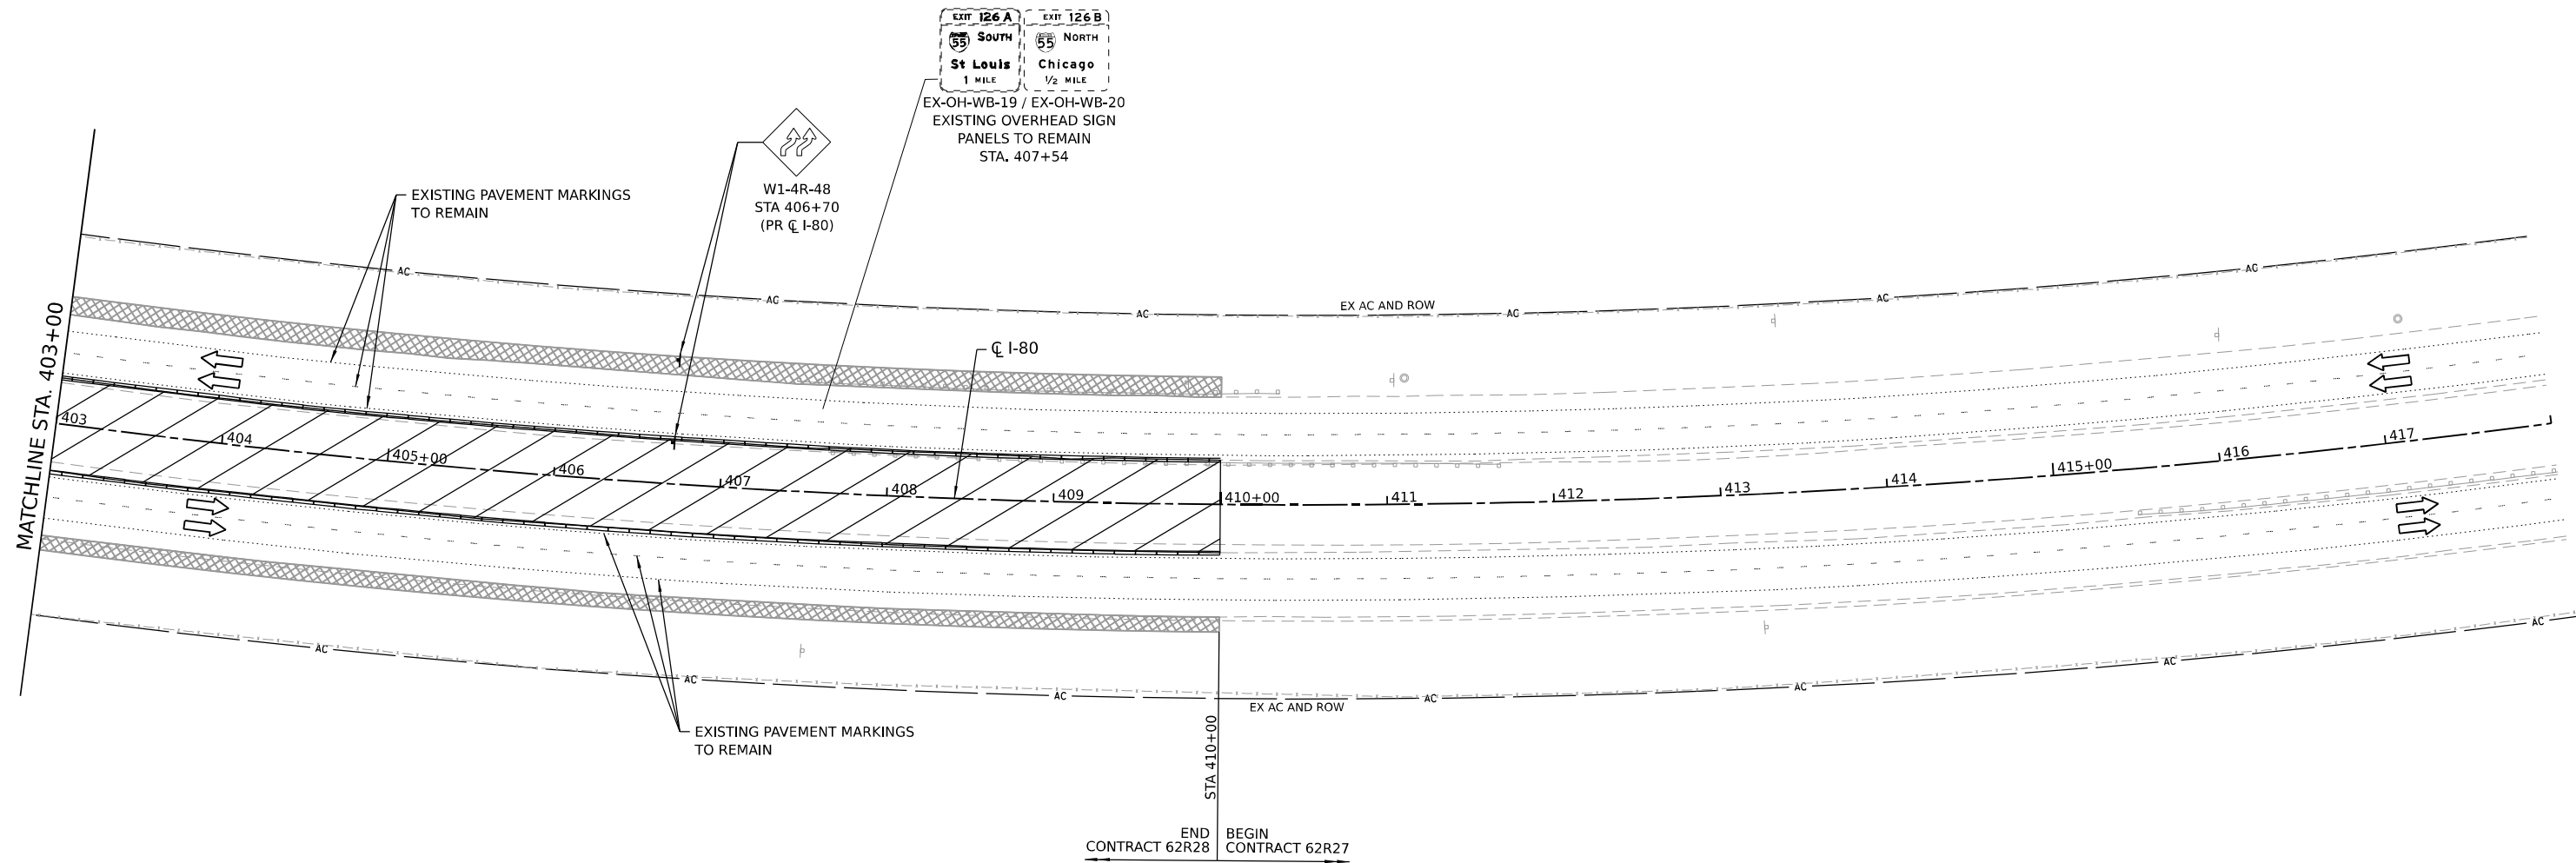 EXIT 126 A
EXIT 126 B
55 SOUTH
55 NORTH
St Louis
Chicago
1 MILE
1/2 MILE
EX-OH-WB-19 / EX-OH-WB-20
EXISTING OVERHEAD SIGN
PANELS TO REMAIN
STA. 407+54
W1-4R-48
STA 406+70
(PR ℄ I-80)
EXISTING PAVEMENT MARKINGS
TO REMAIN
MATCHLINE STA. 403+00
AC
AC
AC
EX AC AND ROW
AC
AC
AC
℄ I-80
403
404
405+00
406
407
408
409
410+00
411
412
413
414
415+00
416
417
AC
AC
AC
EX AC AND ROW
AC
AC
AC
AC
EXISTING PAVEMENT MARKINGS
TO REMAIN
STA 410+00
END
CONTRACT 62R28
BEGIN
CONTRACT 62R27